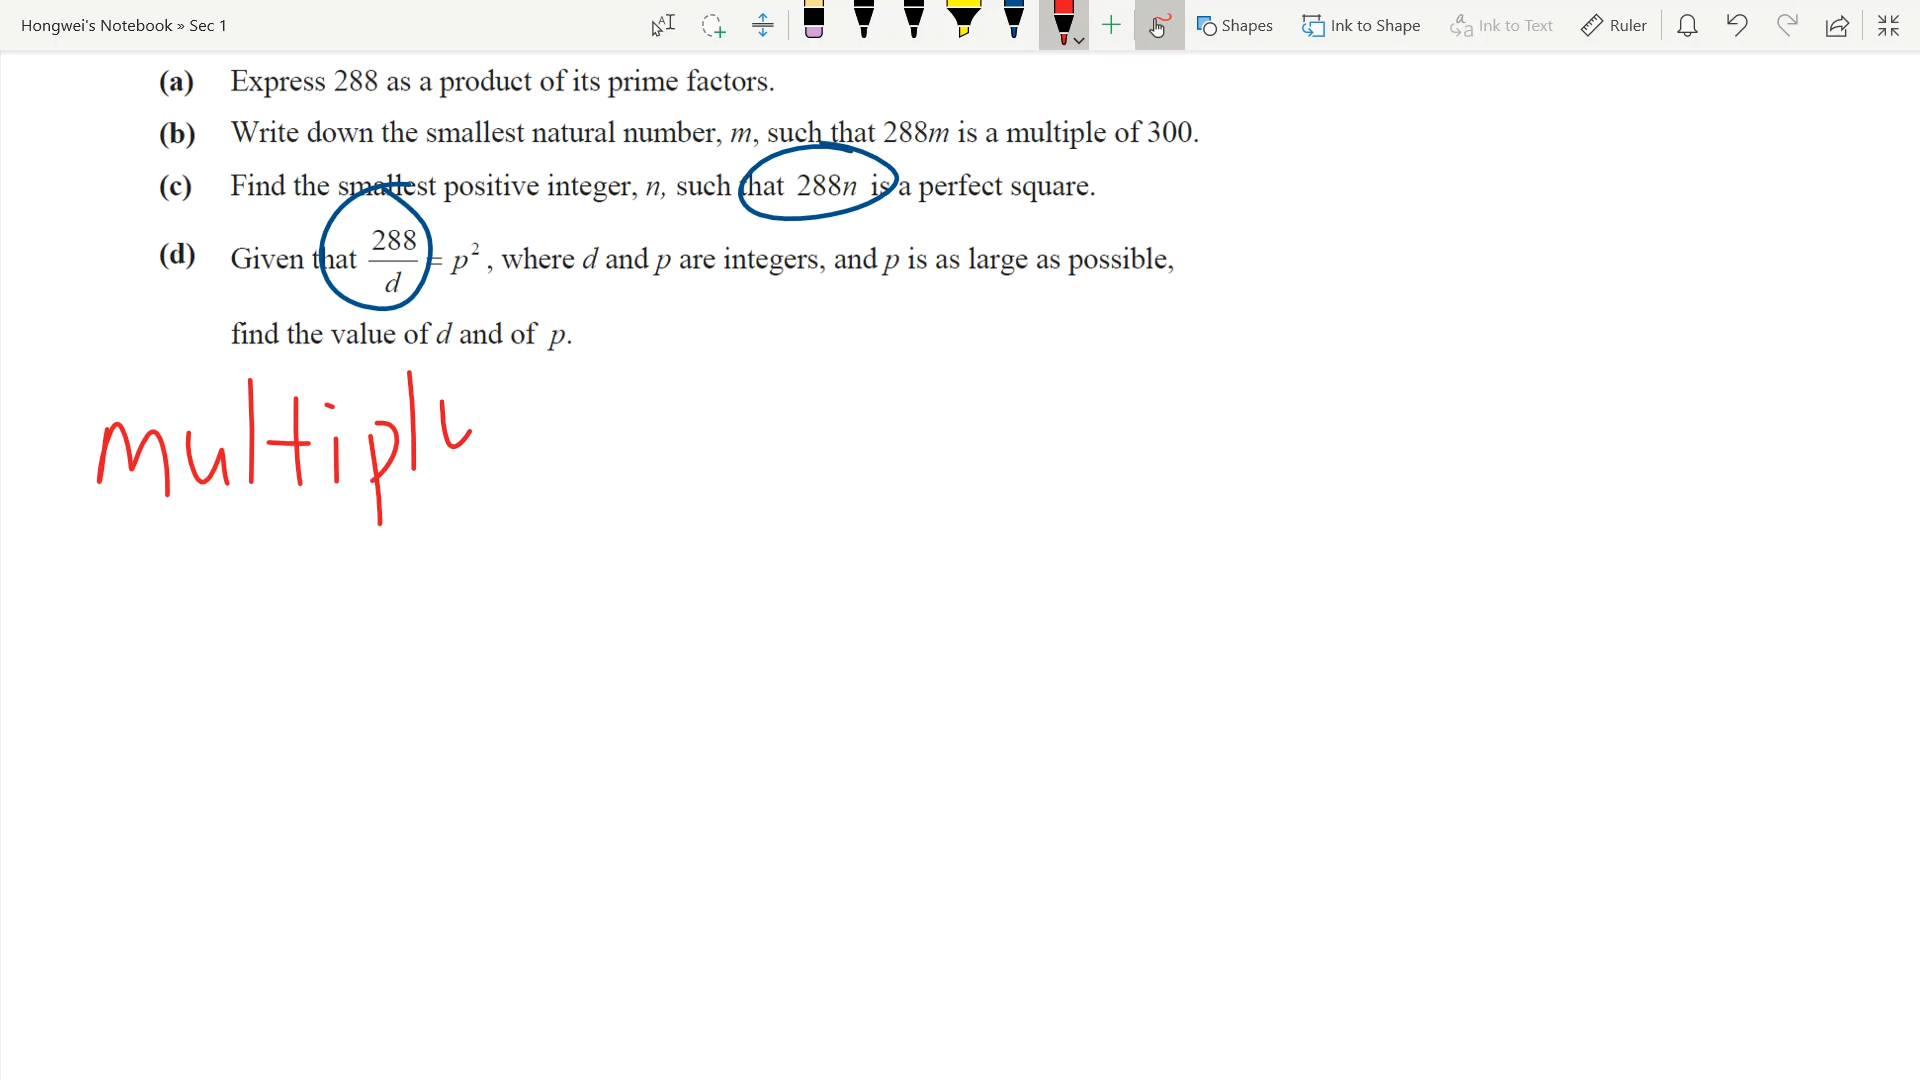 Hongwei's Notebook » Sec 1
Shapes
Ink to Shape
Ink to Text
Ruler
(a) Express 288 as a product of its prime factors.
(b) Write down the smallest natural number, m, such that 288m is a multiple of 300.
(c) Find the smallest positive integer, n, such that 288n is a perfect square.
(d) Given that 288/d = p², where d and p are integers, and p is as large as possible,
find the value of d and of p.
multipl